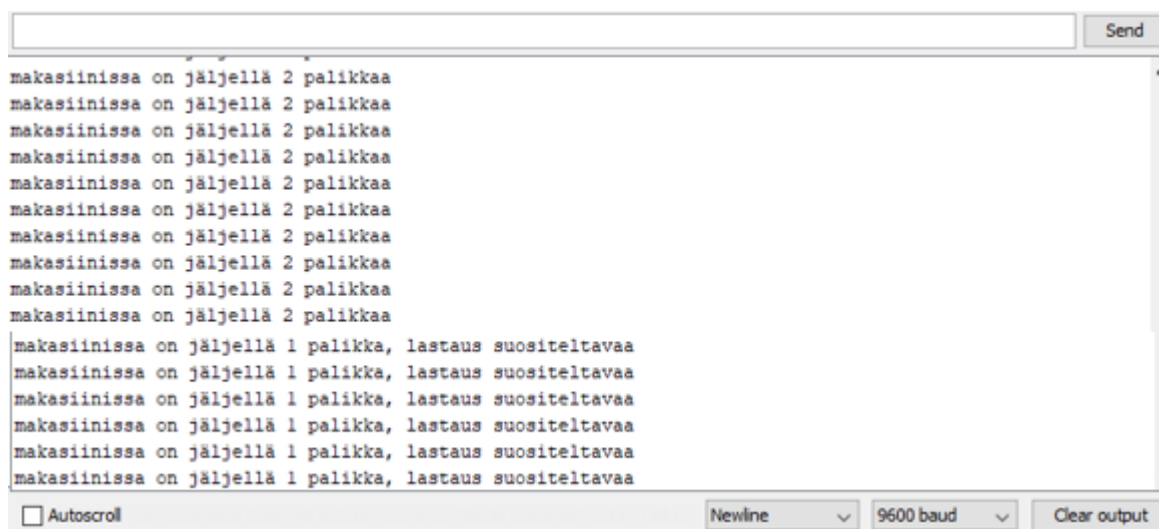 Send
makasiinissa on jäljellä 2 palikkaa
makasiinissa on jäljellä 2 palikkaa
makasiinissa on jäljellä 2 palikkaa
makasiinissa on jäljellä 2 palikkaa
makasiinissa on jäljellä 2 palikkaa
makasiinissa on jäljellä 2 palikkaa
makasiinissa on jäljellä 2 palikkaa
makasiinissa on jäljellä 2 palikkaa
makasiinissa on jäljellä 2 palikkaa
makasiinissa on jäljellä 2 palikkaa
makasiinissa on jäljellä 1 palikka, lastaus suositeltavaa
makasiinissa on jäljellä 1 palikka, lastaus suositeltavaa
makasiinissa on jäljellä 1 palikka, lastaus suositeltavaa
makasiinissa on jäljellä 1 palikka, lastaus suositeltavaa
makasiinissa on jäljellä 1 palikka, lastaus suositeltavaa
makasiinissa on jäljellä 1 palikka, lastaus suositeltavaa
Autoscroll Newline 9600 baud Clear output